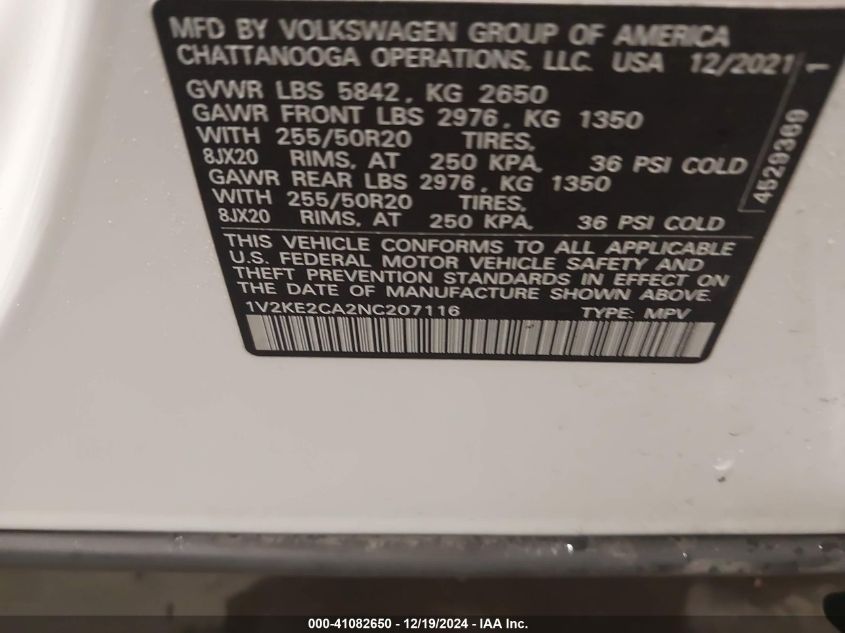 MFD BY VOLKSWAGEN GROUP OF AMERICA
CHATTANOOGA OPERATIONS, LLC. USA 12/2021
GVWR LBS 5842, KG 2650
GAWR FRONT LBS 2976, KG 1350
WITH 255/50R20 TIRES,
8JX20 RIMS, AT 250 KPA, 36 PSI COLD
GAWR REAR LBS 2976, KG 1350
WITH 255/50R20 TIRES,
8JX20 RIMS, AT 250 KPA, 36 PSI COLD
THIS VEHICLE CONFORMS TO ALL APPLICABLE
U.S. FEDERAL MOTOR VEHICLE SAFETY AND
THEFT PREVENTION STANDARDS IN EFFECT ON
THE DATE OF MANUFACTURE SHOWN ABOVE.
1V2KE2CA2NC207116 TYPE: MPV
4529369 1
000-41082650 - 12/19/2024 - IAA Inc.